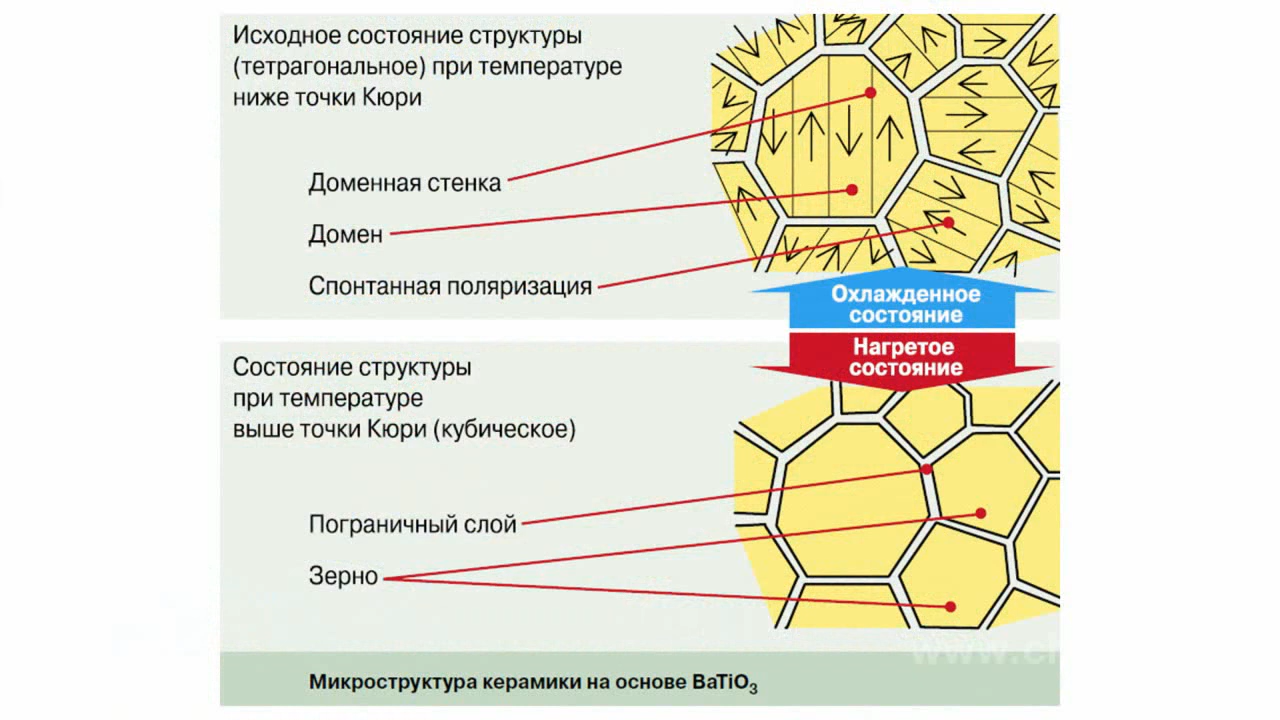 Исходное состояние структуры
(тетрагональное) при температуре
ниже точки Кюри
Доменная стенка
Домен
Спонтанная поляризация
Охлажденное
состояние
Нагретое
состояние
Состояние структуры
при температуре
выше точки Кюри (кубическое)
Пограничный слой
Зерно
Микроструктура керамики на основе BaTiO₃